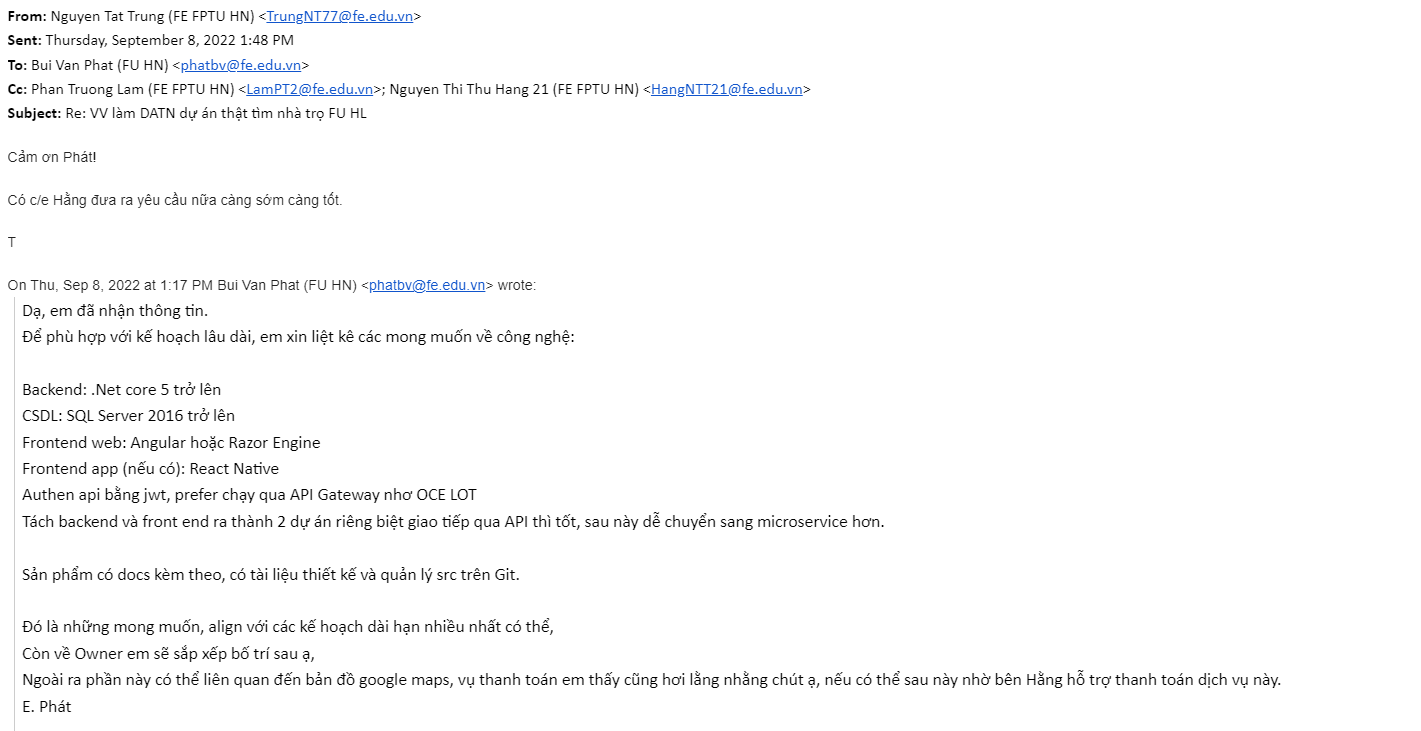 From: Nguyen Tat Trung (FE FPTU HN) <TrungNT77@fe.edu.vn>
Sent: Thursday, September 8, 2022 1:48 PM
To: Bui Van Phat (FU HN) <phatbv@fe.edu.vn>
Cc: Phan Truong Lam (FE FPTU HN) <LamPT2@fe.edu.vn>; Nguyen Thi Thu Hang 21 (FE FPTU HN) <HangNTT21@fe.edu.vn>
Subject: Re: VV làm DATN dự án thật tìm nhà trọ FU HL
Cảm ơn Phát!
Có c/e Hằng đưa ra yêu cầu nữa càng sớm càng tốt.
T
On Thu, Sep 8, 2022 at 1:17 PM Bui Van Phat (FU HN) <phatbv@fe.edu.vn> wrote:
Dạ, em đã nhận thông tin.
Để phù hợp với kế hoạch lâu dài, em xin liệt kê các mong muốn về công nghệ:
Backend: .Net core 5 trở lên
CSDL: SQL Server 2016 trở lên
Frontend web: Angular hoặc Razor Engine
Frontend app (nếu có): React Native
Authen api bằng jwt, prefer chạy qua API Gateway nhơ OCE LOT
Tách backend và front end ra thành 2 dự án riêng biệt giao tiếp qua API thì tốt, sau này dễ chuyển sang microservice hơn.
Sản phẩm có docs kèm theo, có tài liệu thiết kế và quản lý src trên Git.
Đó là những mong muốn, align với các kế hoạch dài hạn nhiều nhất có thể,
Còn về Owner em sẽ sắp xếp bố trí sau ạ,
Ngoài ra phần này có thể liên quan đến bản đồ google maps, vụ thanh toán em thấy cũng hơi lằng nhằng chút ạ, nếu có thể sau này nhờ bên Hằng hỗ trợ thanh toán dịch vụ này.
E. Phát